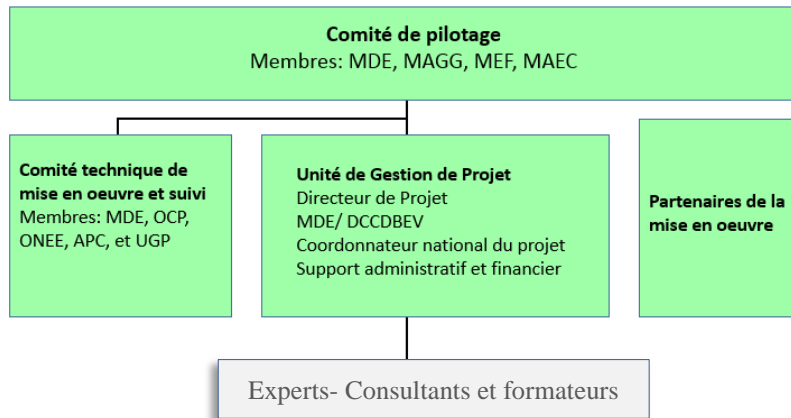 Comité de pilotage
Membres: MDE, MAGG, MEF, MAEC
Comité technique de
mise en oeuvre et suivi
Membres: MDE, OCP,
ONEE, APC, et UGP
Unité de Gestion de Projet
Directeur de Projet
MDE/ DCCDBEV
Coordonnateur national du projet
Support administratif et financier
Partenaires de la
mise en oeuvre
Experts- Consultants et formateurs